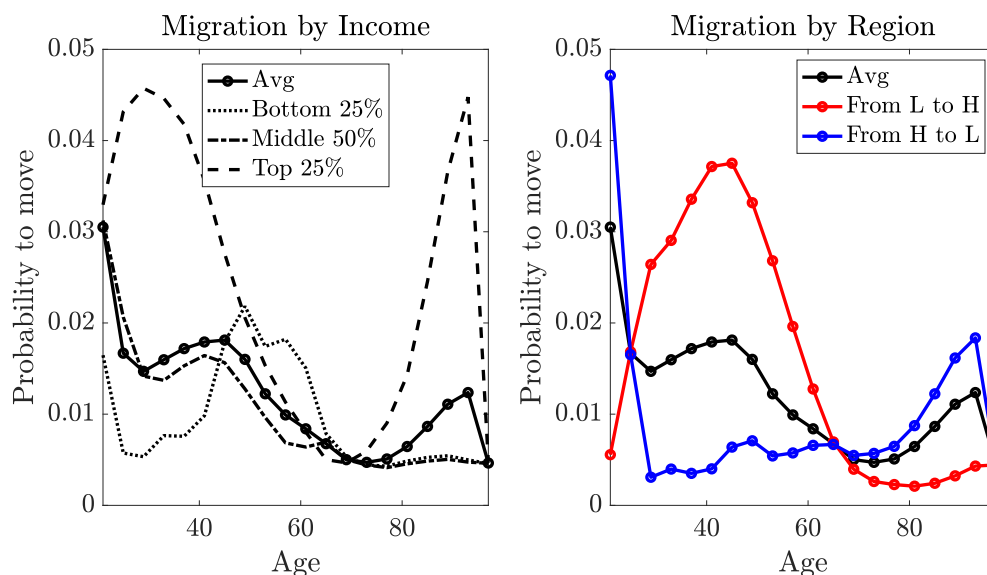 Migration by Income
0.05
0.04
0.03
0.02
0.01
0
Probability to move
Avg
Bottom 25%
Middle 50%
Top 25%
40
60
80
Age
Migration by Region
0.05
0.04
0.03
0.02
0.01
0
Probability to move
Avg
From L to H
From H to L
40
60
80
Age